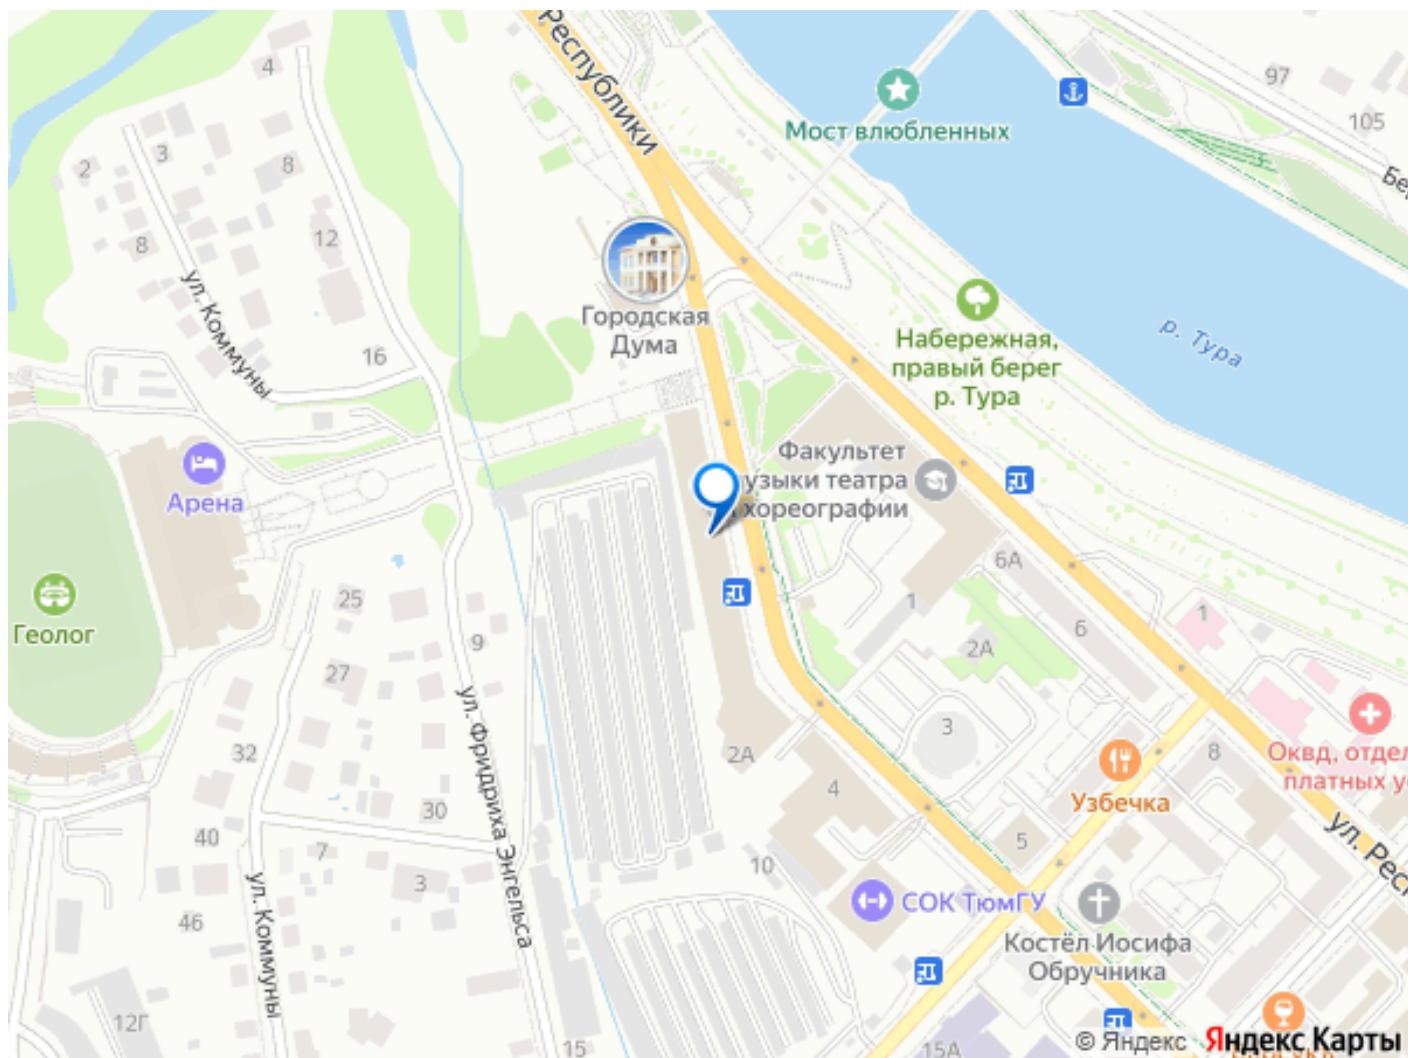 Республики
4
97
105
Мост влюбленных
3
2
8
12
8
ул. Коммуны
Городская
Дума
р. Тура
Набережная,
правый берег
р. Тура
16
Факультет
узыки театра
хореографии
Арена
6А
25
1
1
Геолог
9
6
2А
27
ул. Фридриха Энгельса
3
32
2А
8
Оквд, отдел
платных у
4
Узбечка
30
40
5
ул. Рес
7
10
3
ул. Коммуны
СОК ТюмГУ
46
Костёл Иосифа
Обручника
12Г
15
15А
© Яндекс Яндекс Карты